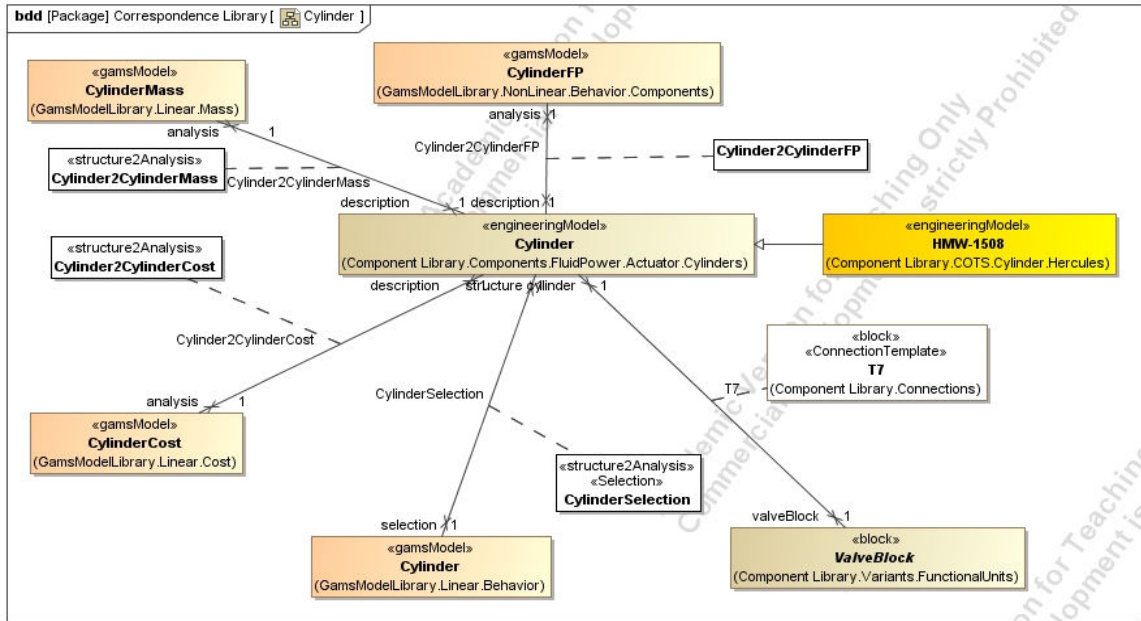 bdd [Package] Correspondence Library [ Cylinder ]
«gamsModel»
CylinderMass
(GamsModelLibrary.Linear.Mass)
analysis
1
«gamsModel»
CylinderFP
(GamsModelLibrary.NonLinear.Behavior.Components)
analysis
1
«structure2Analysis»
Cylinder2CylinderMass
Cylinder2CylinderMass
Cylinder2CylinderFP
Cylinder2CylinderFP
description
1
description
1
«engineeringModel»
Cylinder
(Component Library.Components.FluidPower.Actuator.Cylinders)
«engineeringModel»
HMW-1508
(Component Library.COTS.Cylinder.Hercules)
«structure2Analysis»
Cylinder2CylinderCost
description
structure
cylinder
1
Cylinder2CylinderCost
«block»
«ConnectionTemplate»
T7
(Component Library.Connections)
T7
CylinderSelection
analysis
1
«gamsModel»
CylinderCost
(GamsModelLibrary.Linear.Cost)
«structure2Analysis»
«Selection»
CylinderSelection
selection
1
valveBlock
1
«gamsModel»
Cylinder
(GamsModelLibrary.Linear.Behavior)
«block»
ValveBlock
(Component Library.Variants.FunctionalUnits)